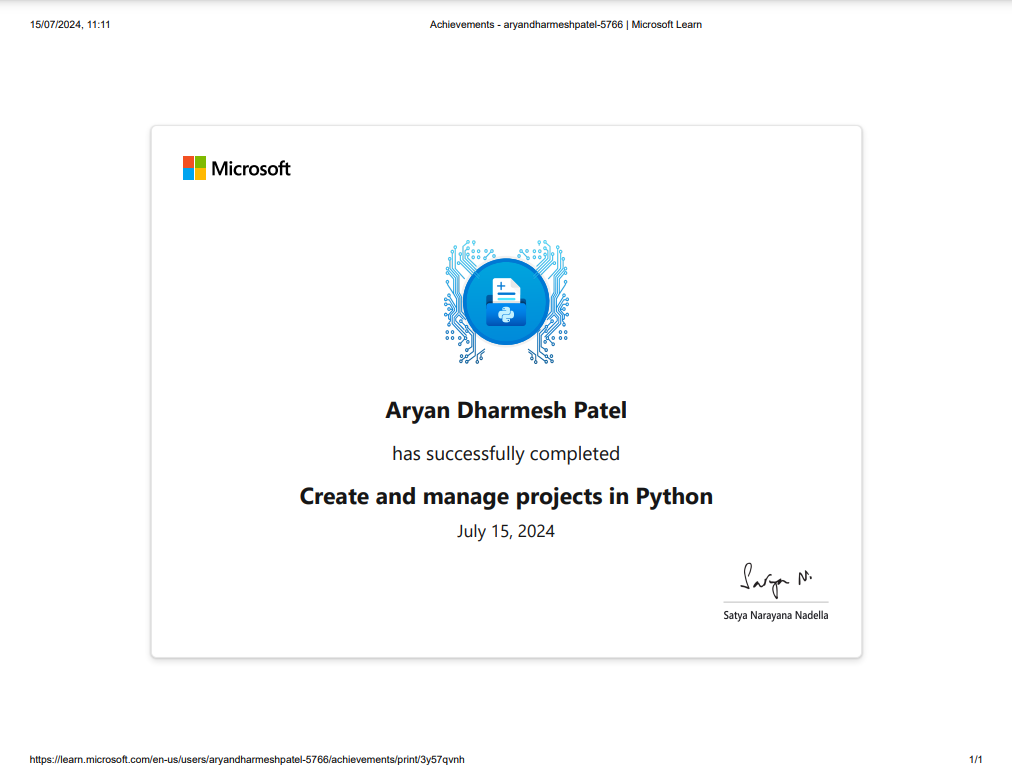 15/07/2024, 11:11 Achievements - aryandharmeshpatel-5766 | Microsoft Learn
Microsoft
Aryan Dharmesh Patel
has successfully completed
Create and manage projects in Python
July 15, 2024
Satya N.
Satya Narayana Nadella
https://learn.microsoft.com/en-us/users/aryandharmeshpatel-5766/achievements/print/3y57qvnh 1/1